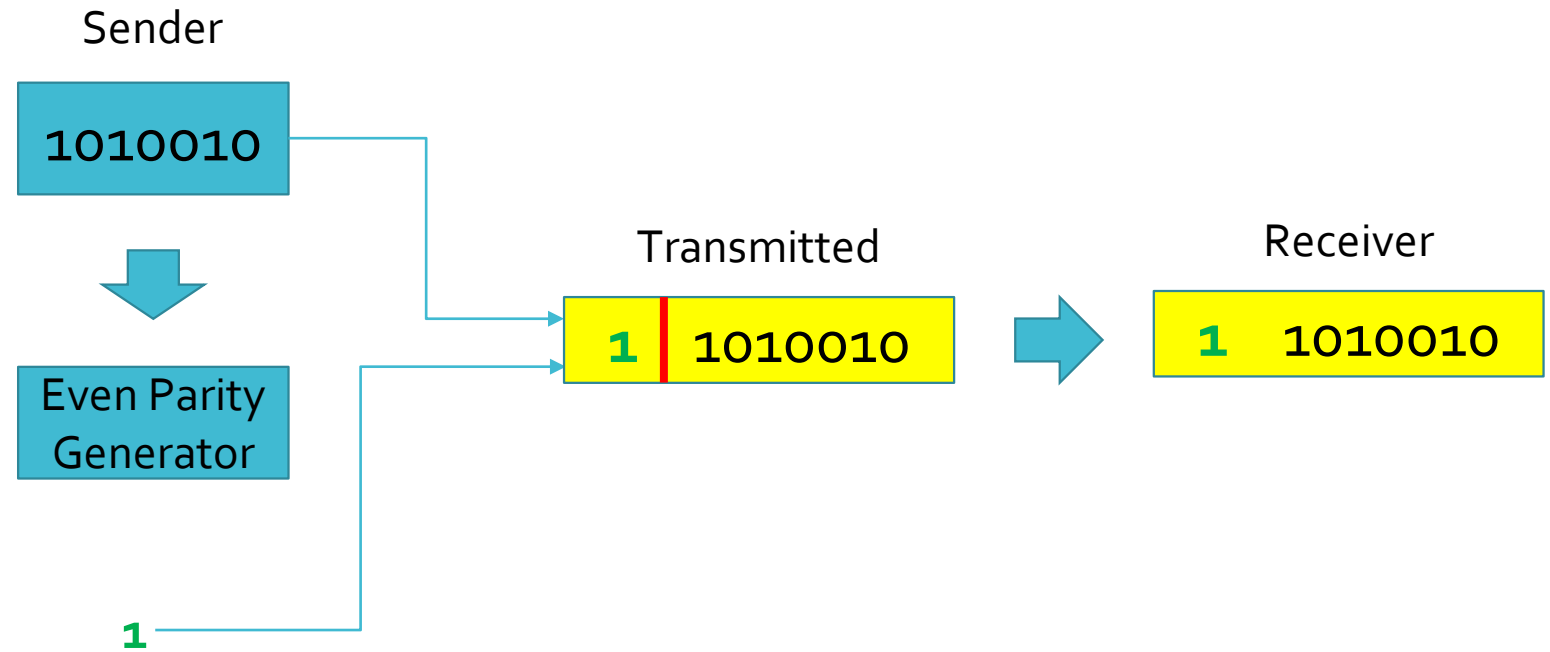 Sender
1010010
Even Parity
Generator
1
Transmitted
1 1010010
Receiver
1 1010010